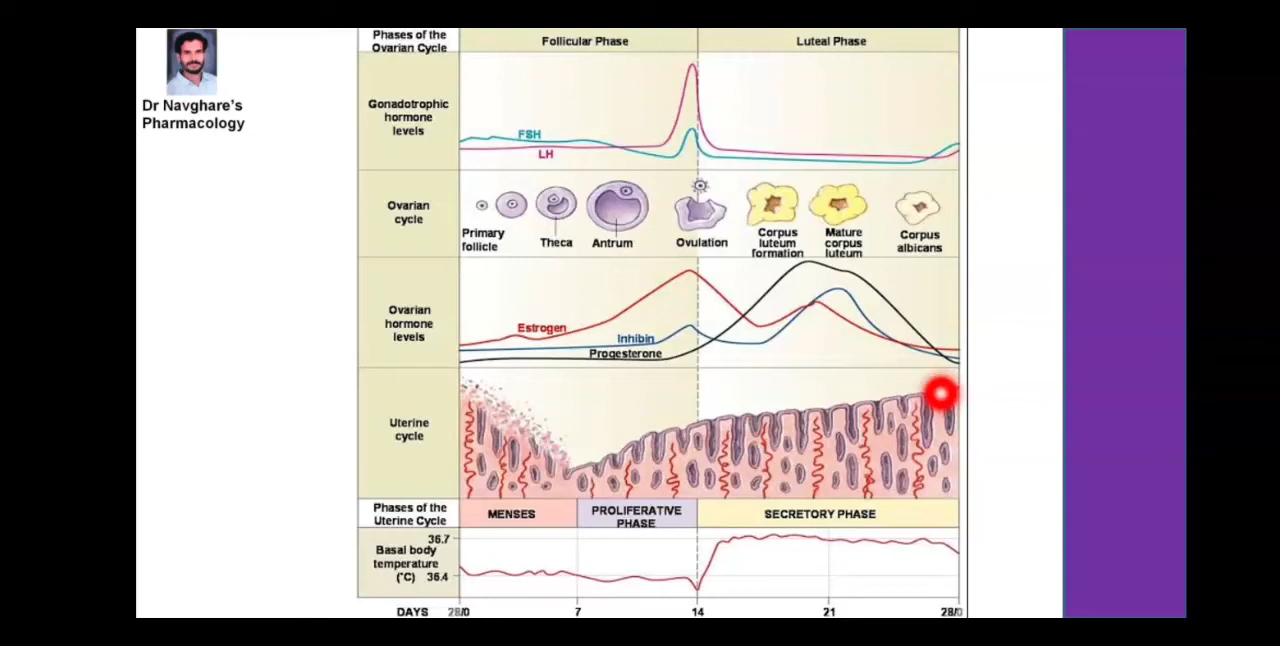 Dr Navghare's
Pharmacology
Phases of the
Ovarian Cycle
Follicular Phase
Luteal Phase
Gonadotrophic
hormone
levels
FSH
LH
Ovarian
cycle
Primary
follicle
Theca
Antrum
Ovulation
Corpus
luteum
formation
Mature
corpus
luteum
Corpus
albicans
Ovarian
hormone
levels
Estrogen
Inhibin
Progesterone
Uterine
cycle
Phases of the
Uterine Cycle
MENSES
PROLIFERATIVE
PHASE
SECRETORY PHASE
36.7
Basal body
temperature
(°C) 36.4
DAYS 28/0 7 14 21 28/0